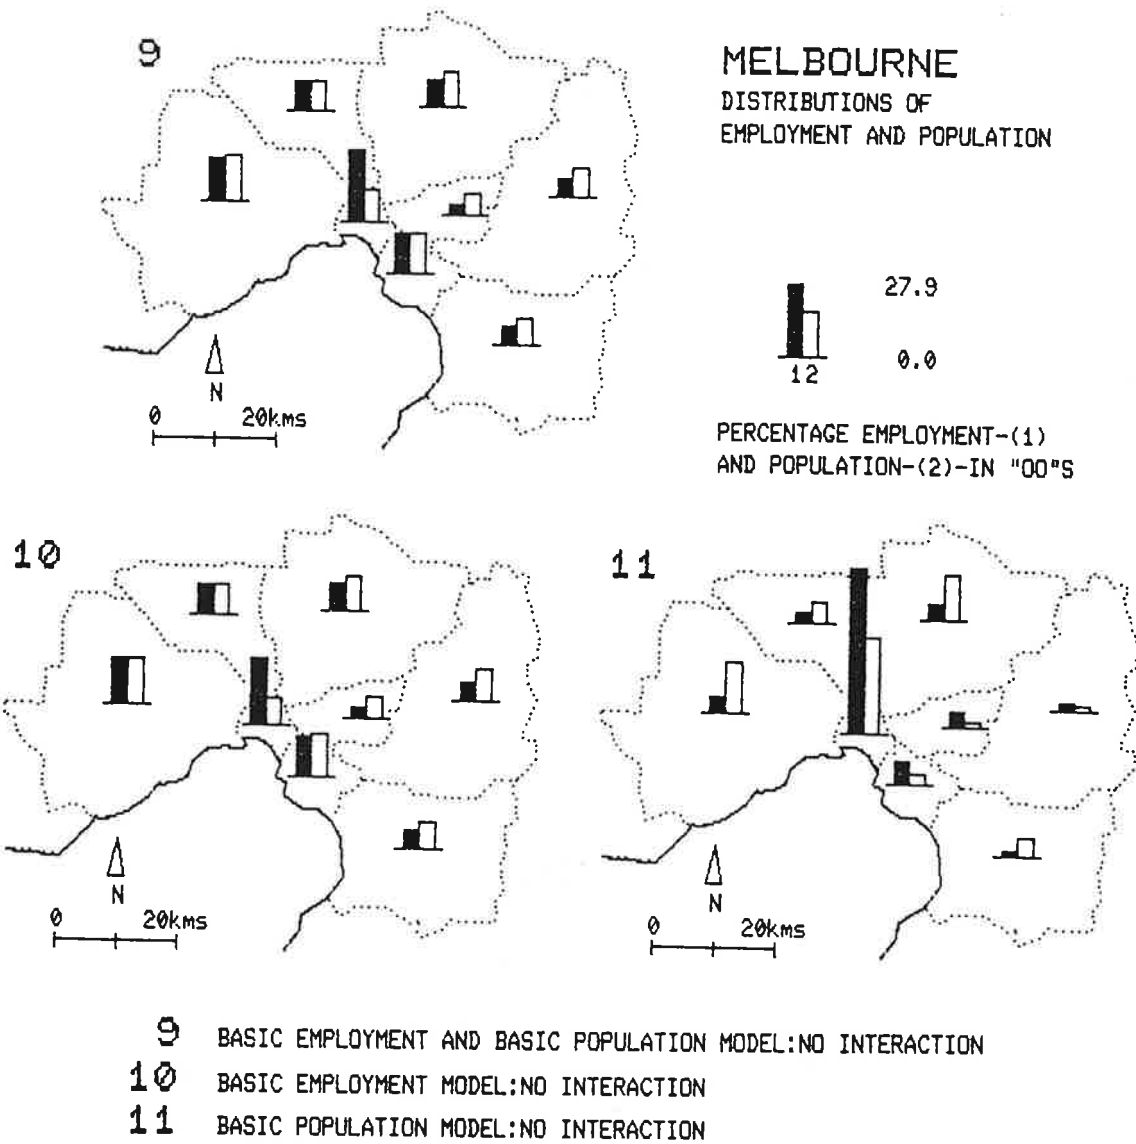 9
MELBOURNE
DISTRIBUTIONS OF
EMPLOYMENT AND POPULATION
27.9
0.0
12
N
0 20kms
PERCENTAGE EMPLOYMENT-(1)
AND POPULATION-(2)-IN "00"S
10
N
0 20kms
11
N
0 20kms
9 BASIC EMPLOYMENT AND BASIC POPULATION MODEL:NO INTERACTION
10 BASIC EMPLOYMENT MODEL:NO INTERACTION
11 BASIC POPULATION MODEL:NO INTERACTION